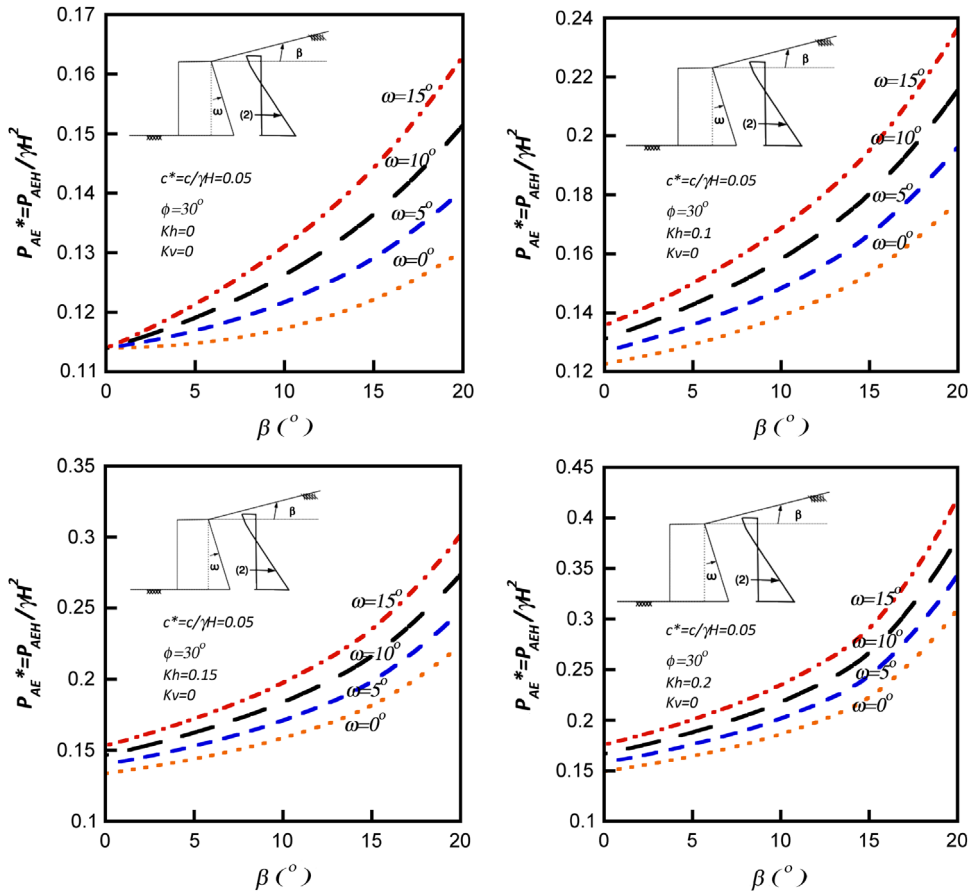 0.17
0.16
0.15
0.14
0.13
0.12
0.11
P_AE*=P_AEH/γH²
0 5 10 15 20
β (°)
β
ω
(2)
c*=c/γH=0.05
ϕ=30°
Kh=0
Kv=0
ω=15°
ω=10°
ω=5°
ω=0°
0.24
0.22
0.2
0.18
0.16
0.14
0.12
P_AE*=P_AEH/γH²
0 5 10 15 20
β (°)
β
ω
(2)
c*=c/γH=0.05
ϕ=30°
Kh=0.1
Kv=0
ω=15°
ω=10°
ω=5°
ω=0°
0.35
0.3
0.25
0.2
0.15
0.1
P_AE*=P_AEH/γH²
0 5 10 15 20
β (°)
β
ω
(2)
c*=c/γH=0.05
ϕ=30°
Kh=0.15
Kv=0
ω=15°
ω=10°
ω=5°
ω=0°
0.45
0.4
0.35
0.3
0.25
0.2
0.15
0.1
P_AE*=P_AEH/γH²
0 5 10 15 20
β (°)
β
ω
(2)
c*=c/γH=0.05
ϕ=30°
Kh=0.2
Kv=0
ω=15°
ω=10°
ω=5°
ω=0°